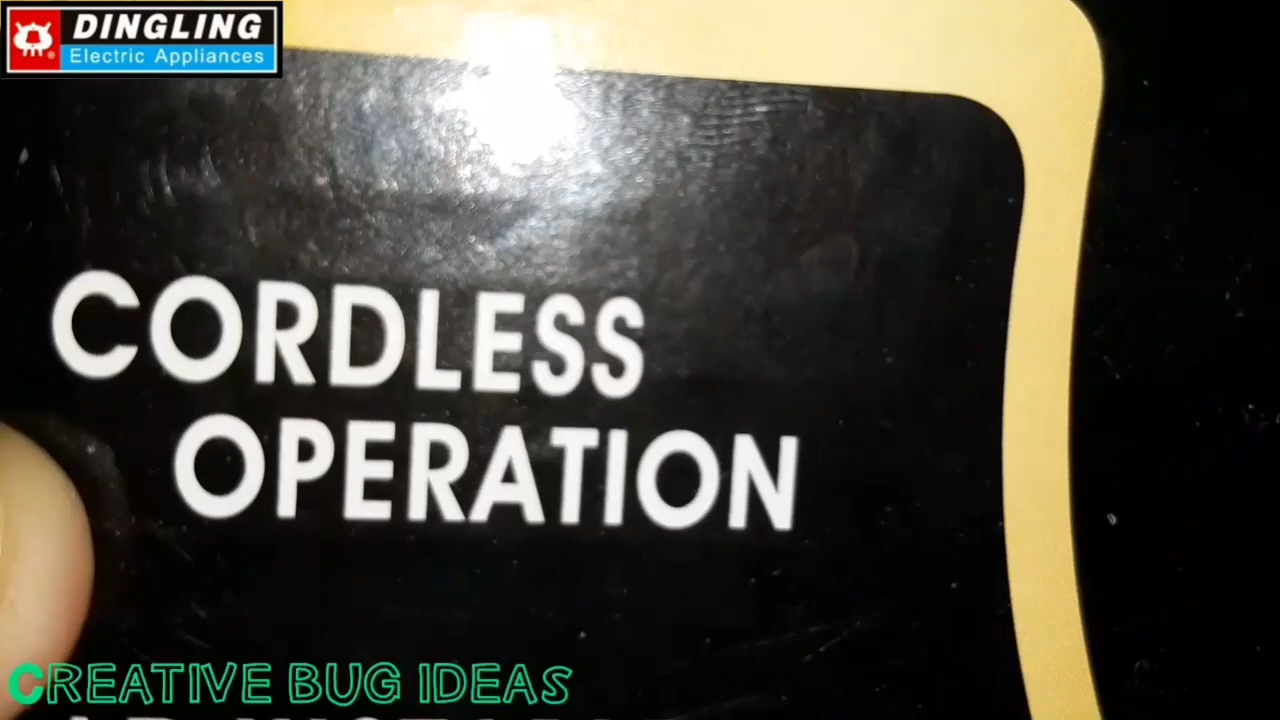 DINGLING
Electric Appliances
CORDLESS
OPERATION
CREATIVE BUG IDEAS